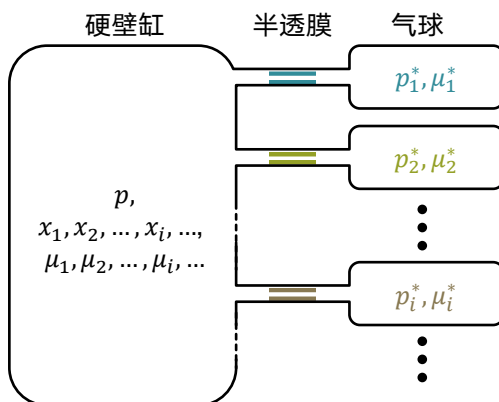 硬壁缸 半透膜 气球
p_1^*, μ_1^*
p_2^*, μ_2^*
p,
x_1, x_2, …, x_i, …,
μ_1, μ_2, …, μ_i, …
p_i^*, μ_i^*